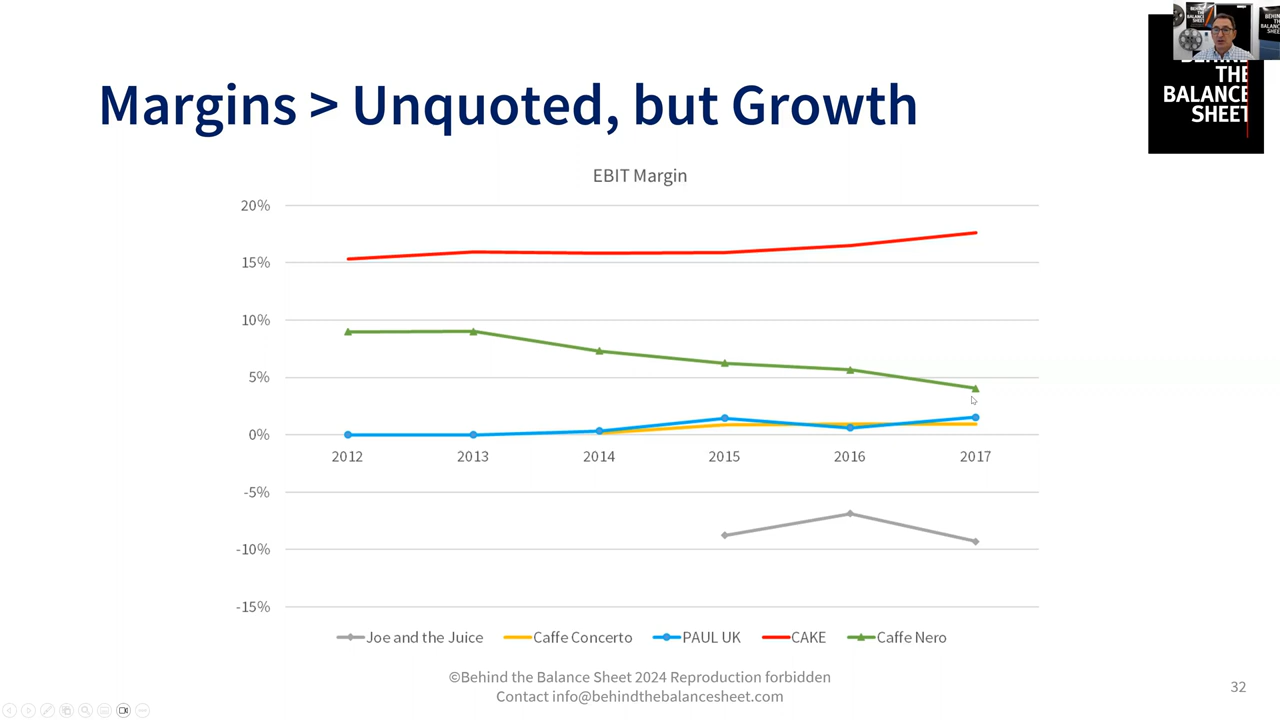 Margins > Unquoted, but Growth
THE
BALANCE
SHEET
EBIT Margin
20%
15%
10%
5%
0%
2012 2013 2014 2015 2016 2017
-5%
-10%
-15%
Joe and the Juice Caffe Concerto PAUL UK CAKE Caffe Nero
©Behind the Balance Sheet 2024 Reproduction forbidden
Contact info@behindthebalancesheet.com
32